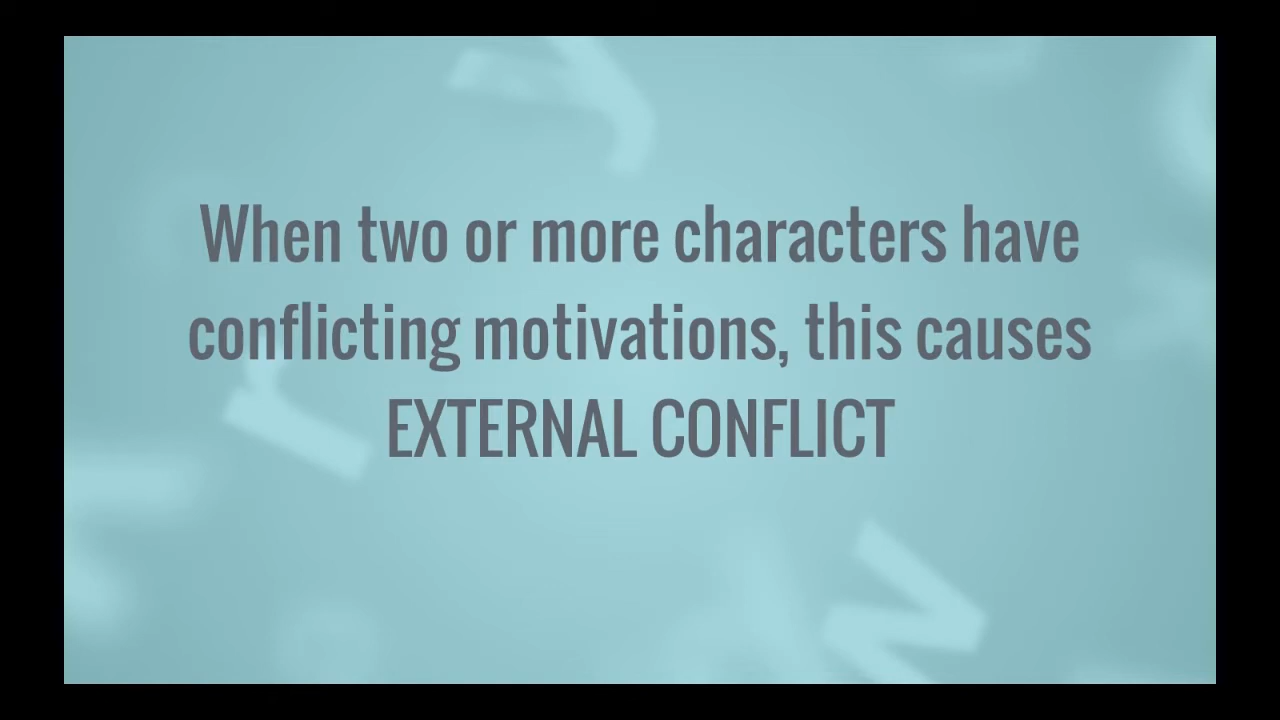 When two or more characters have
conflicting motivations, this causes
EXTERNAL CONFLICT